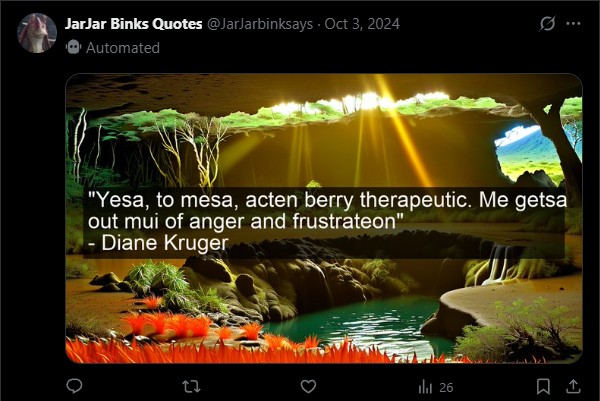 JarJar Binks Quotes @JarJarbinksays · Oct 3, 2024
Automated
"Yesa, to mesa, acten berry therapeutic. Me getsa
out mui of anger and frustrateon"
- Diane Kruger
26